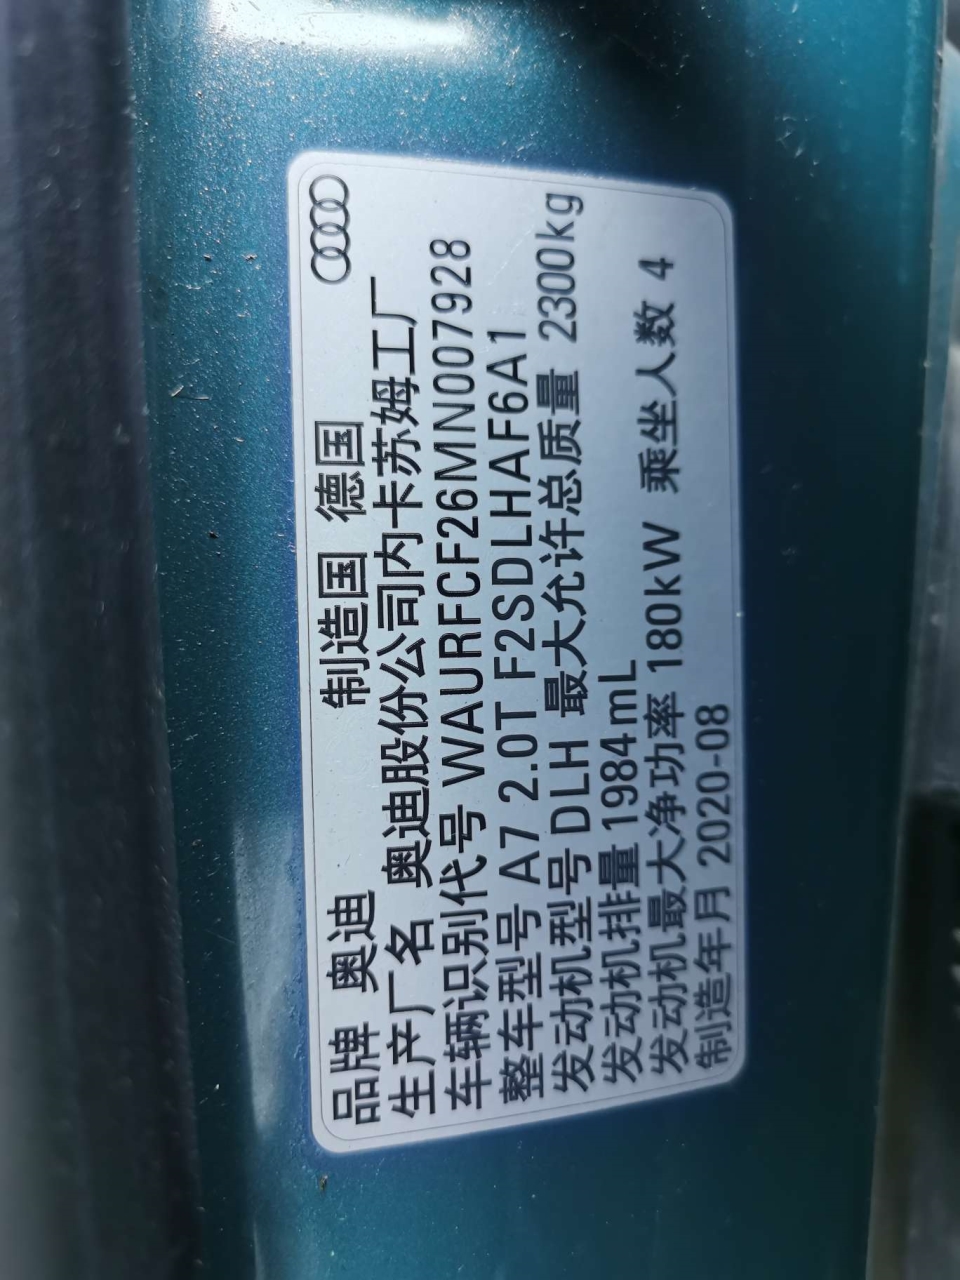 品牌 奥迪 制造国 德国
生产厂名 奥迪股份公司内卡苏姆工厂
车辆识别代号 WAURFCF26MN007928
整车型号 A7 2.0T F2SDLHAF6A1
发动机型号 DLH 最大允许总质量 2300kg
发动机排量 1984mL
发动机最大净功率 180kW 乘坐人数 4
制造年月 2020-08